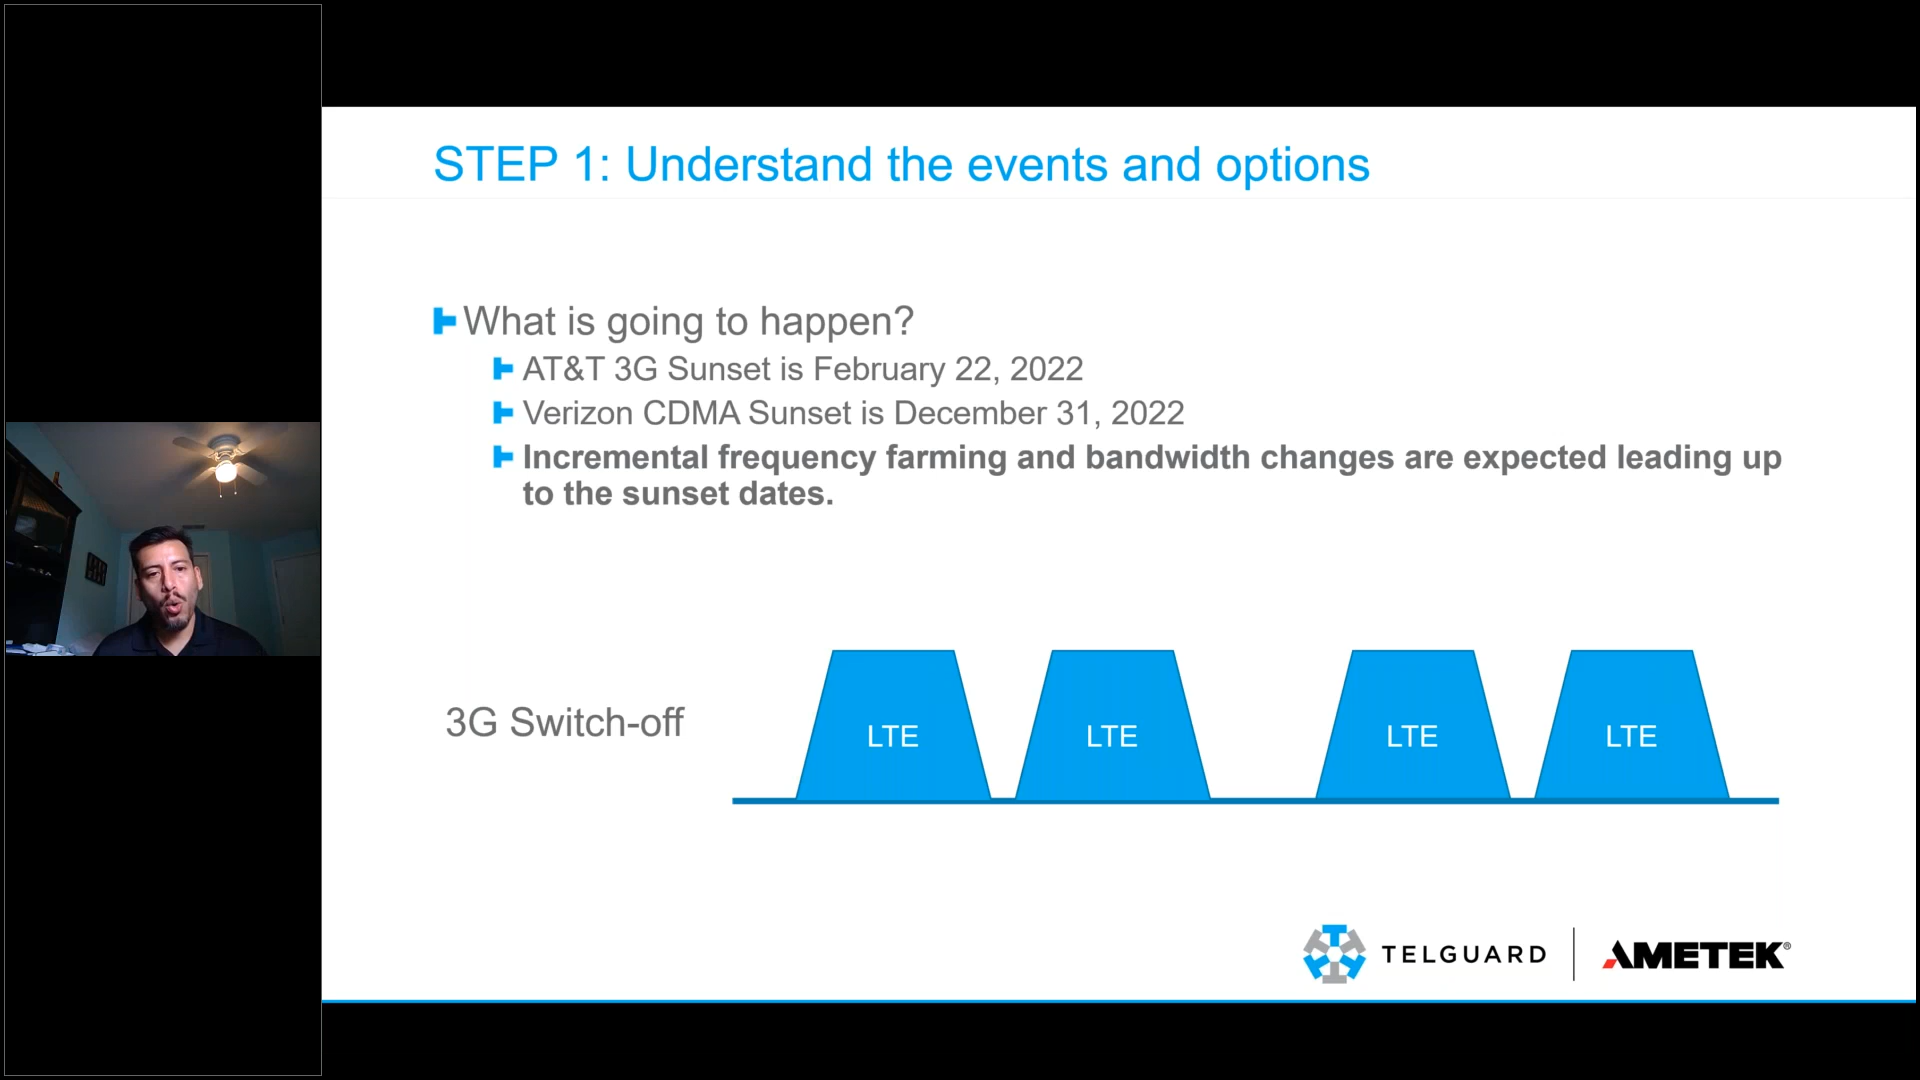 STEP 1: Understand the events and options
What is going to happen?
AT&T 3G Sunset is February 22, 2022
Verizon CDMA Sunset is December 31, 2022
Incremental frequency farming and bandwidth changes are expected leading up
to the sunset dates.
3G Switch-off
LTE LTE LTE LTE
TELGUARD AMETEK®